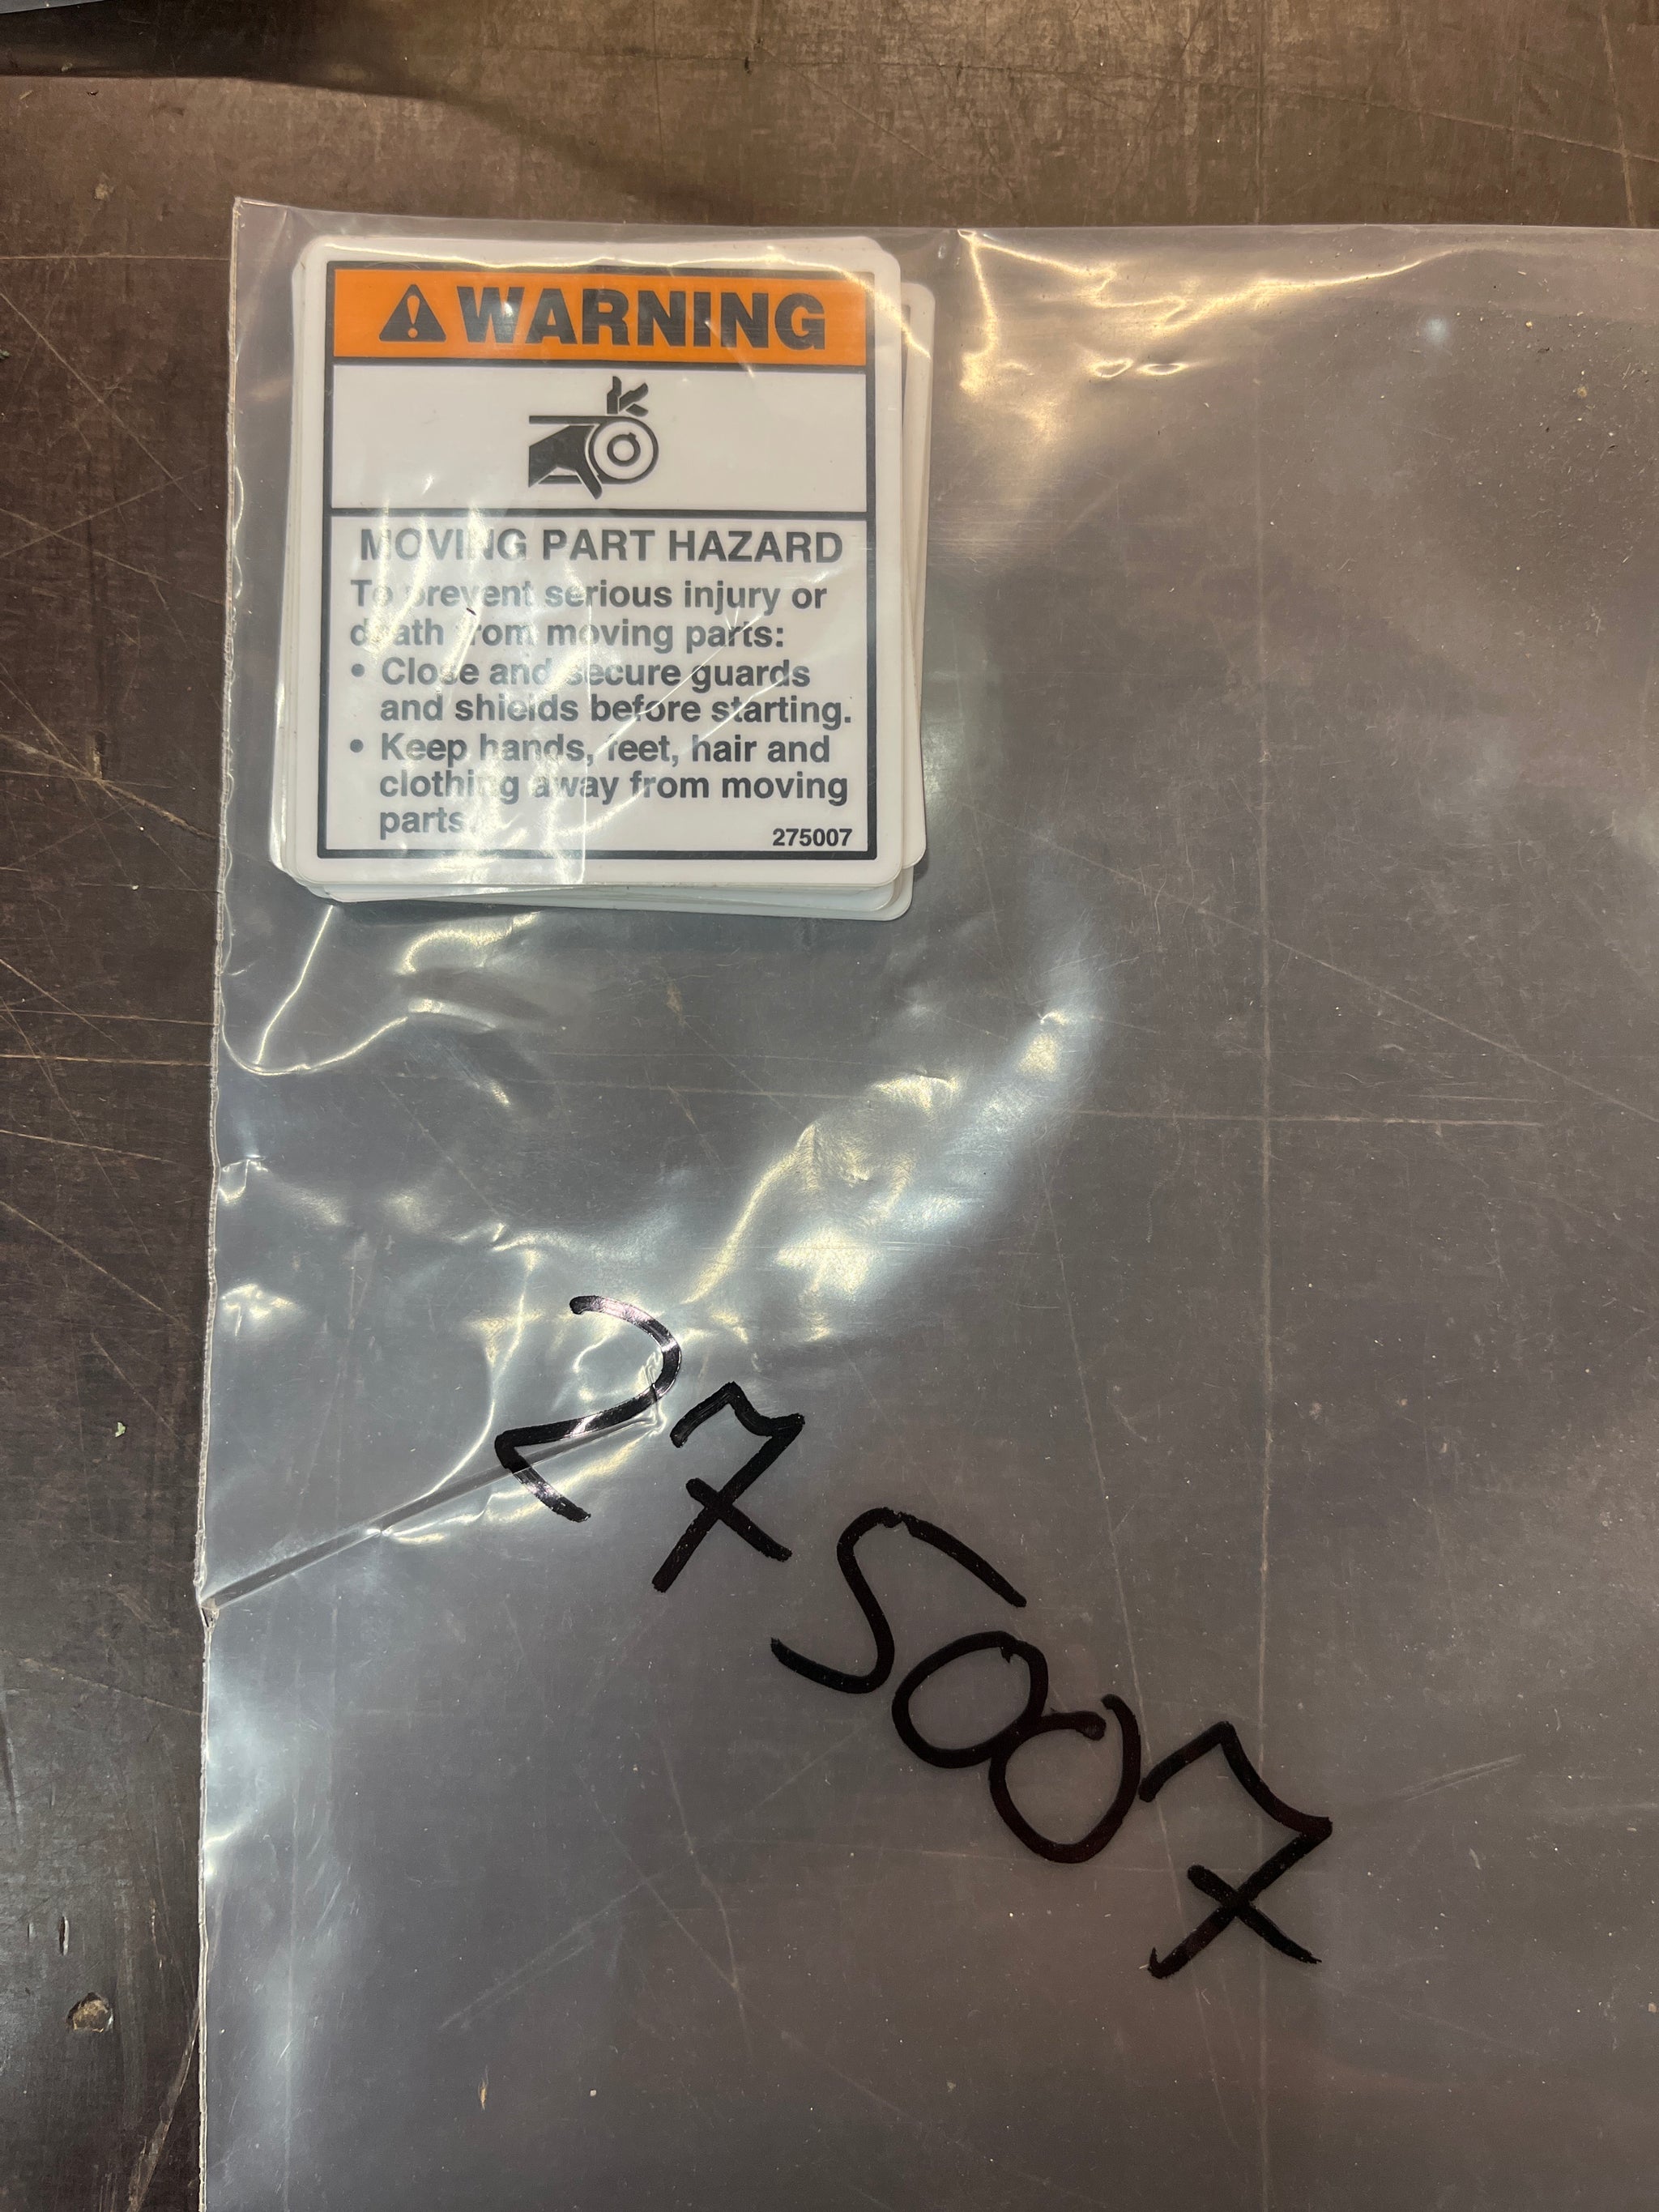 WARNING
MOVING PART HAZARD
To prevent serious injury or
death from moving parts:
• Close and secure guards
and shields before starting.
• Keep hands, feet, hair and
clothing away from moving
parts.
275007
275007